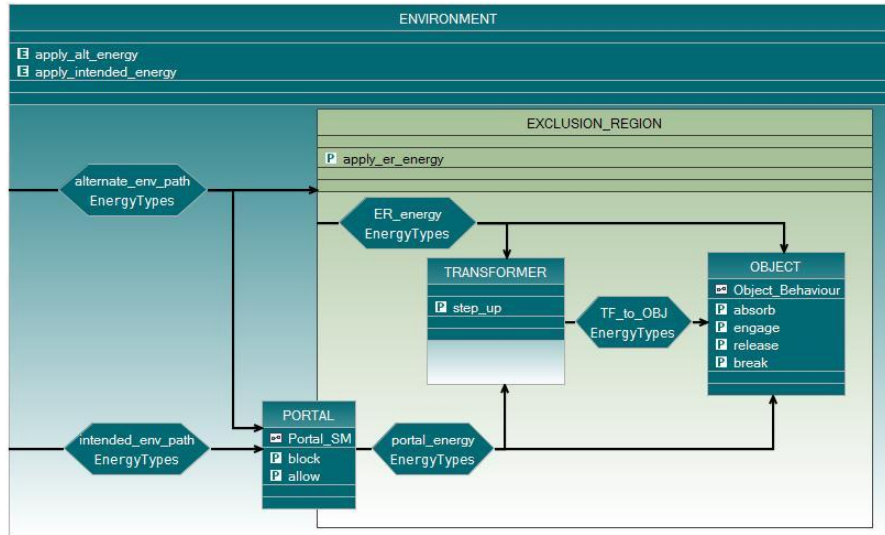 ENVIRONMENT
E apply_alt_energy
E apply_intended_energy
EXCLUSION_REGION
P apply_er_energy
alternate_env_path
EnergyTypes
ER_energy
EnergyTypes
TRANSFORMER
P step_up
TF_to_OBJ
EnergyTypes
OBJECT
Object_Behaviour
P absorb
P engage
P release
P break
intended_env_path
EnergyTypes
PORTAL
Portal_SM
P block
P allow
portal_energy
EnergyTypes